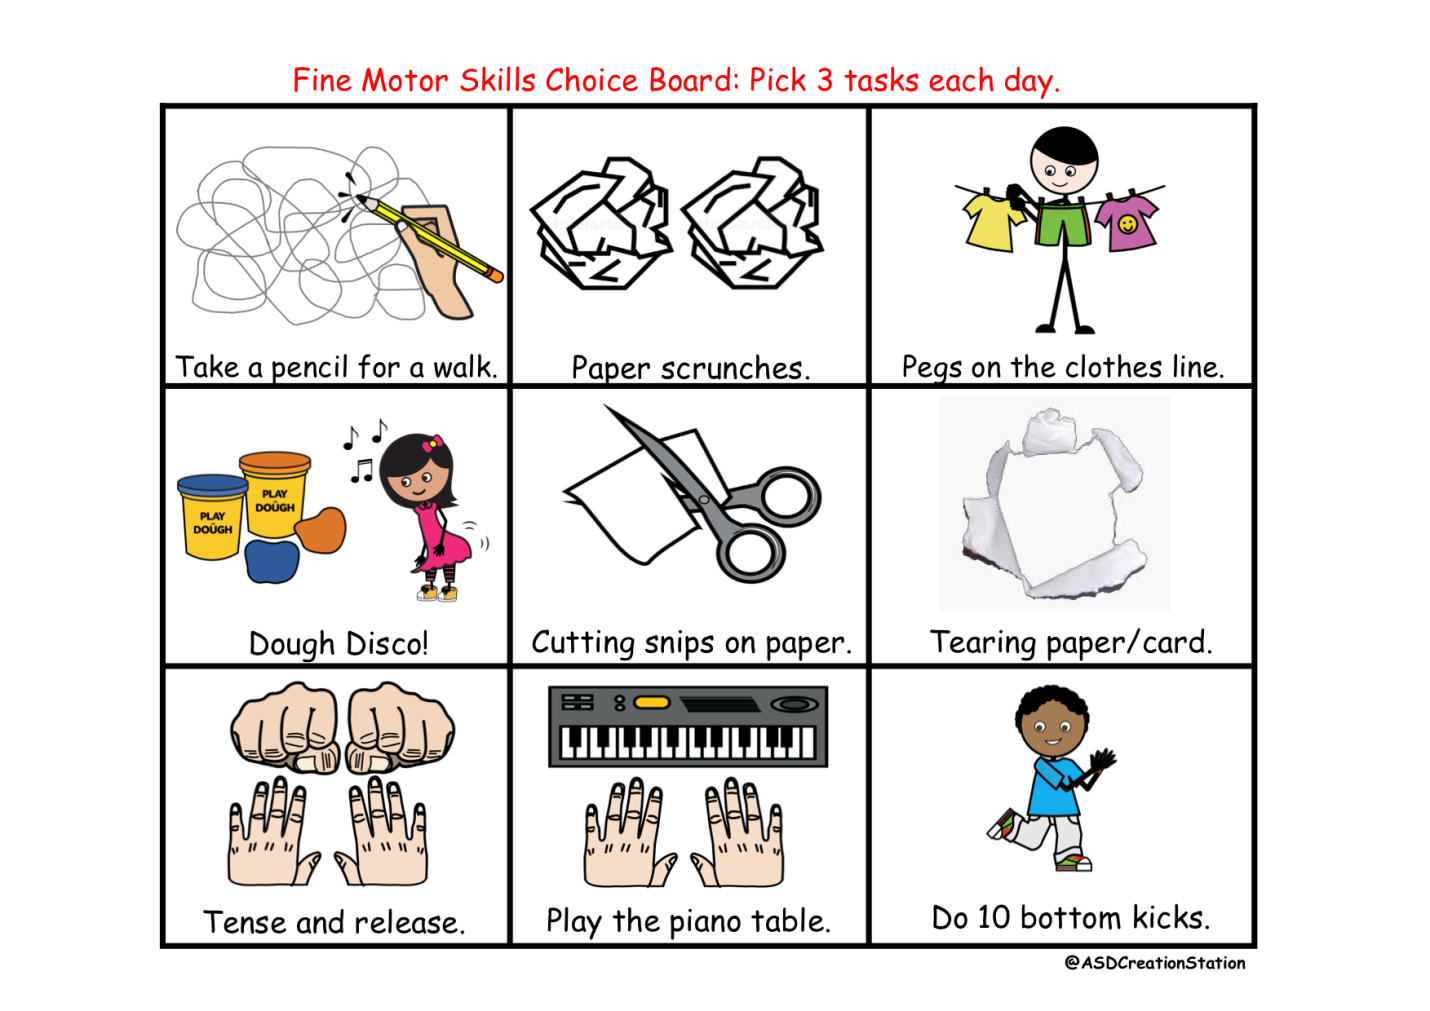 Fine Motor Skills Choice Board: Pick 3 tasks each day.
Take a pencil for a walk.
Paper scrunches.
Pegs on the clothes line.
PLAY
DOÜGH
PLAY
DOÜGH
Dough Disco!
Cutting snips on paper.
Tearing paper/card.
Tense and release.
Play the piano table.
Do 10 bottom kicks.
@ASDCreationStation